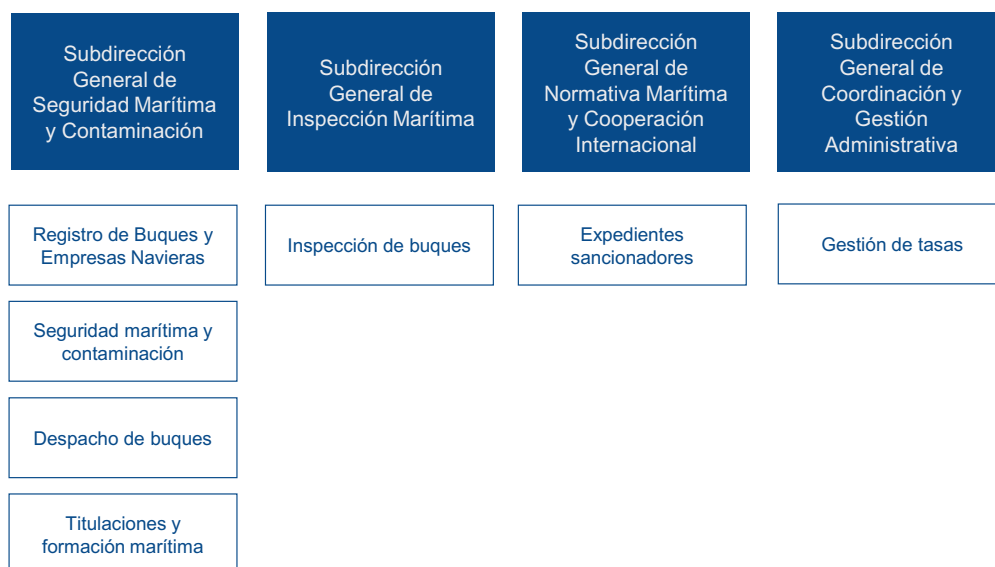 Subdirección
General de
Seguridad Marítima
y Contaminación
Subdirección
General de
Inspección Marítima
Subdirección
General de
Normativa Marítima
y Cooperación
Internacional
Subdirección
General de
Coordinación y
Gestión
Administrativa
Registro de Buques y
Empresas Navieras
Inspección de buques
Expedientes
sancionadores
Gestión de tasas
Seguridad marítima y
contaminación
Despacho de buques
Titulaciones y
formación marítima